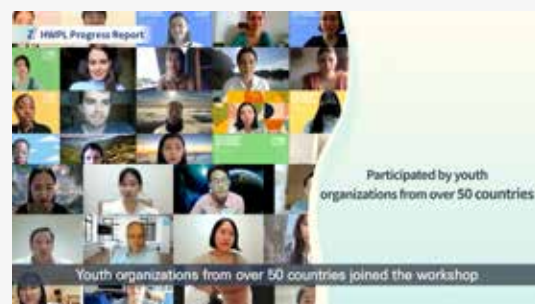 HWPL Progress Report
Participated by youth
organizations from over 50 countries
Youth organizations from over 50 countries joined the workshop